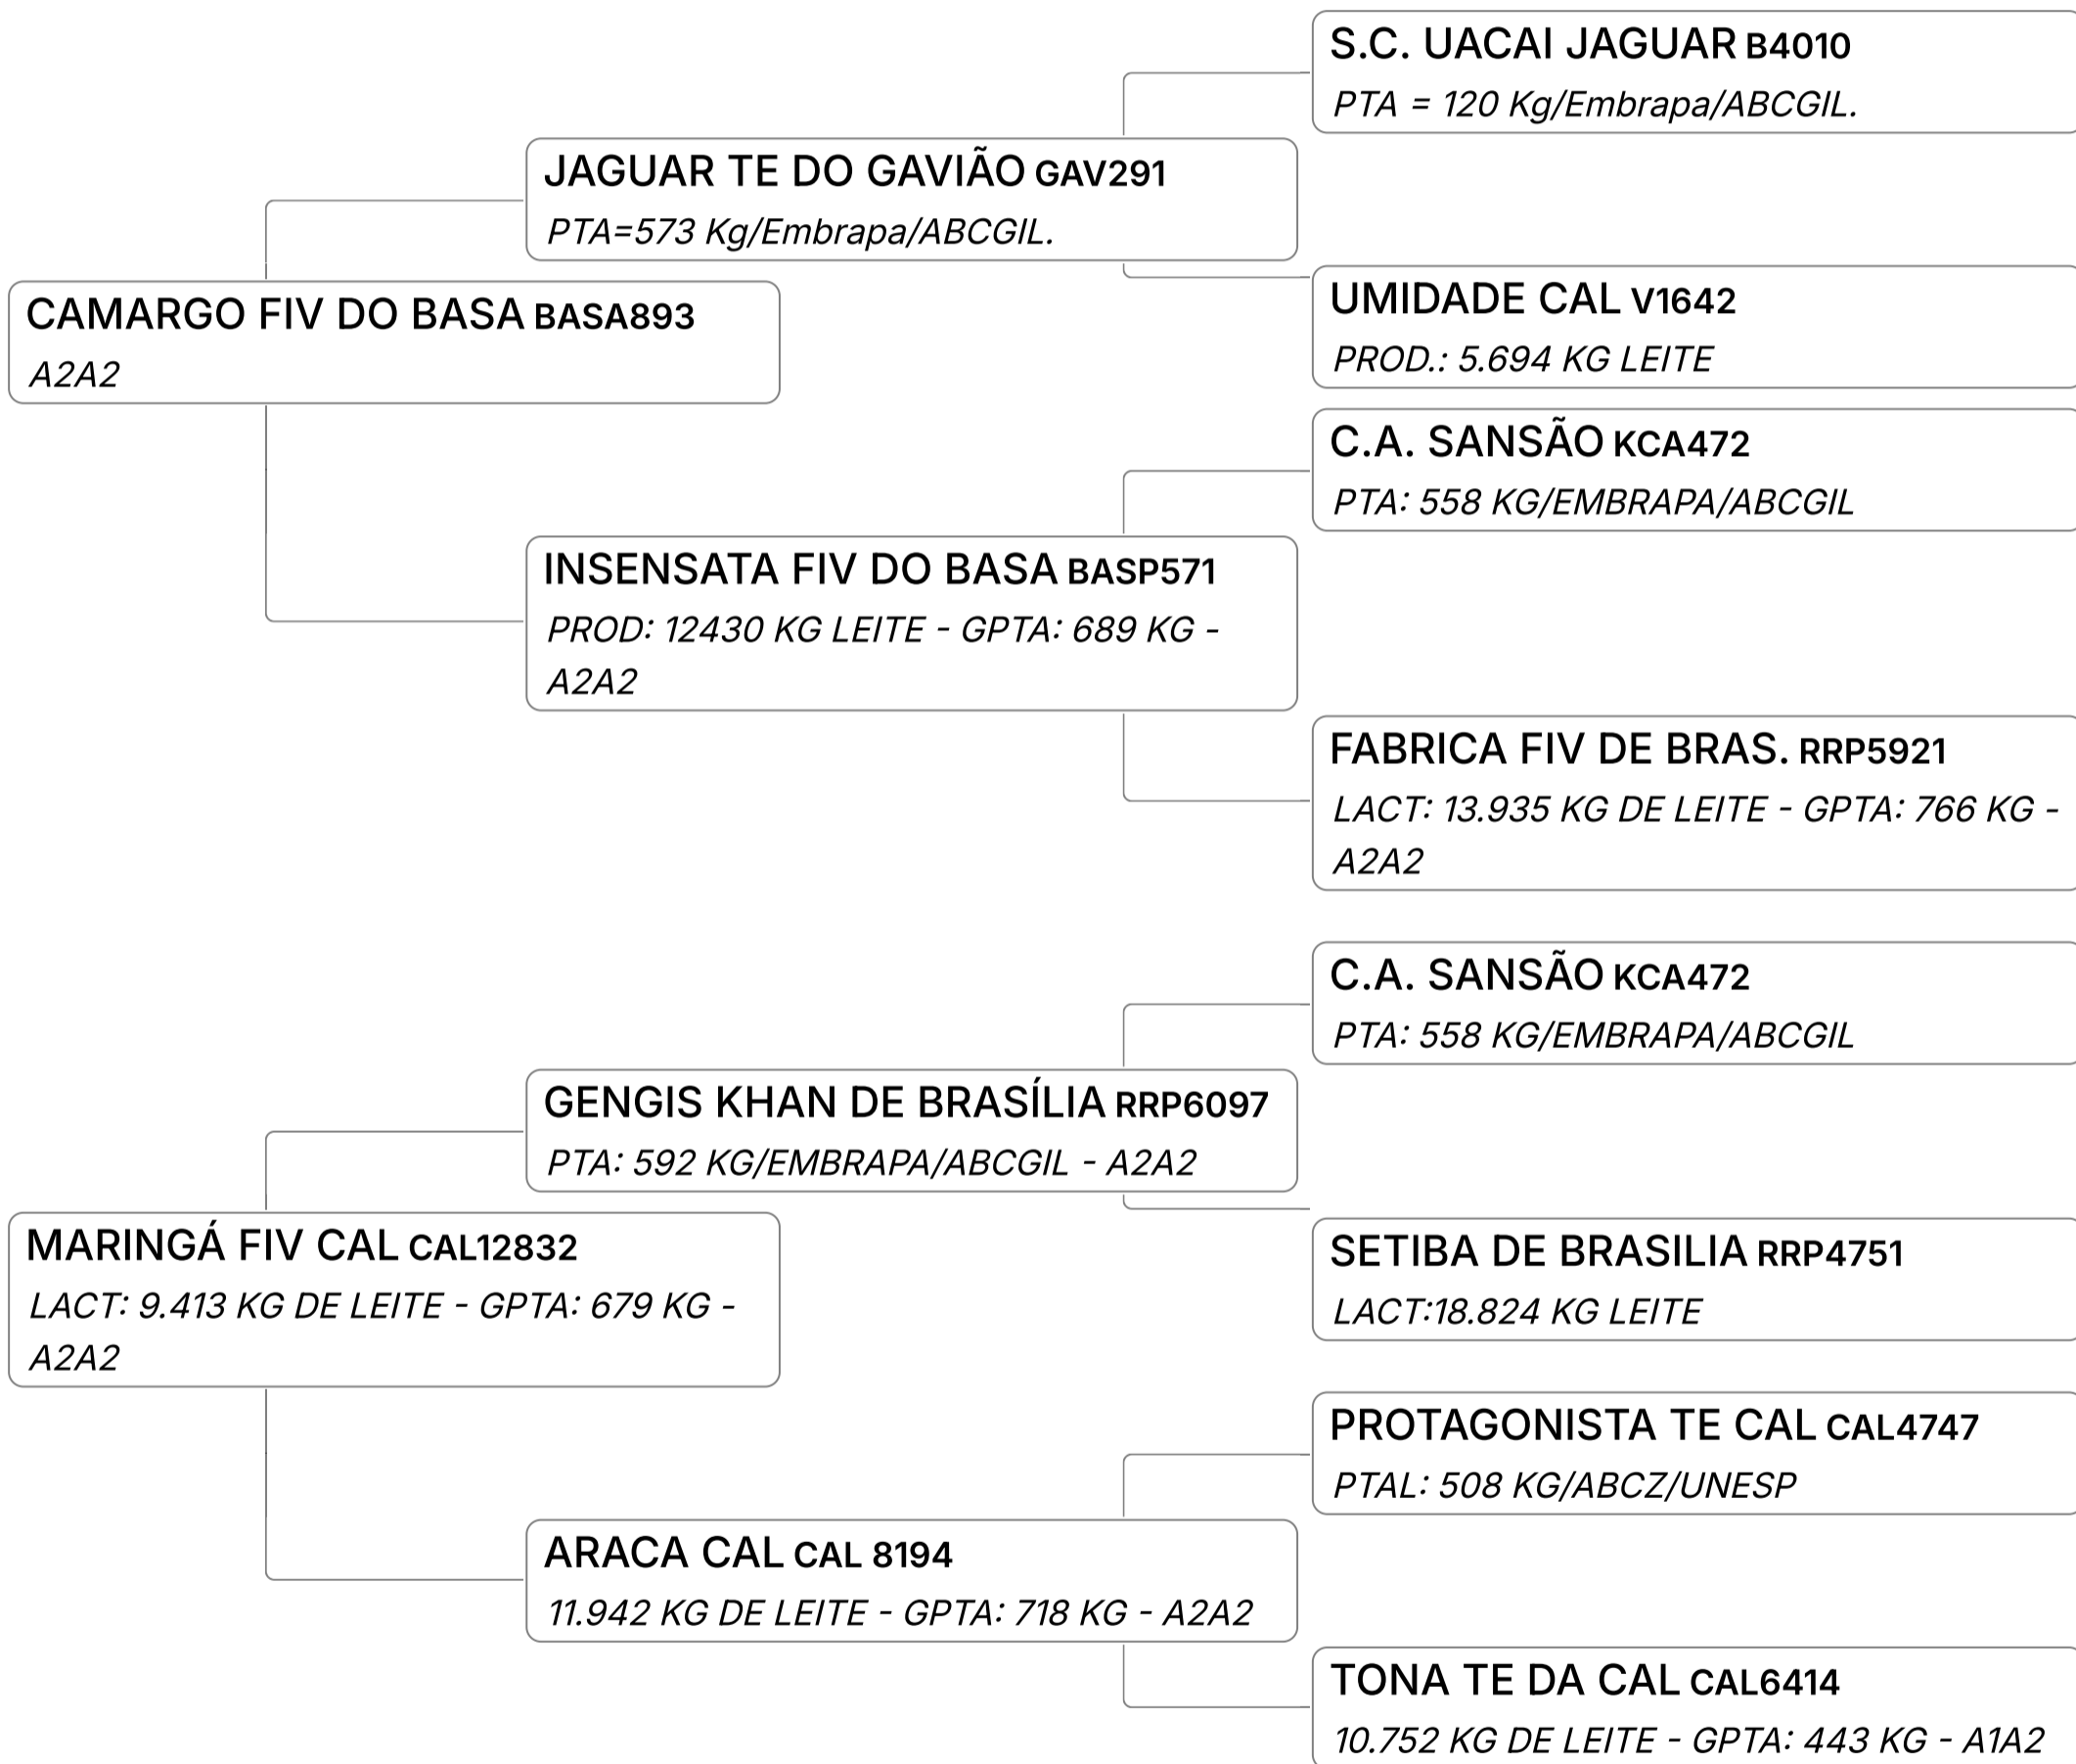 S.C. UACAI JAGUAR B4010
PTA = 120 Kg/Embrapa/ABCGIL.
JAGUAR TE DO GAVIÃO GAV291
PTA=573 Kg/Embrapa/ABCGIL.
UMIDADE CAL V1642
PROD.: 5.694 KG LEITE
CAMARGO FIV DO BASA BASA893
A2A2
C.A. SANSÃO KCA472
PTA: 558 KG/EMBRAPA/ABCGIL
INSENSATA FIV DO BASA BASP571
PROD: 12430 KG LEITE - GPTA: 689 KG -
A2A2
FABRICA FIV DE BRAS. RRP5921
LACT: 13.935 KG DE LEITE - GPTA: 766 KG -
A2A2
C.A. SANSÃO KCA472
PTA: 558 KG/EMBRAPA/ABCGIL
GENGIS KHAN DE BRASÍLIA RRP6097
PTA: 592 KG/EMBRAPA/ABCGIL - A2A2
SETIBA DE BRASILIA RRP4751
LACT:18.824 KG LEITE
MARINGÁ FIV CAL CAL12832
LACT: 9.413 KG DE LEITE - GPTA: 679 KG -
A2A2
PROTAGONISTA TE CAL CAL4747
PTAL: 508 KG/ABCZ/UNESP
ARACA CAL CAL 8194
11.942 KG DE LEITE - GPTA: 718 KG - A2A2
TONA TE DA CAL CAL6414
10.752 KG DE LEITE - GPTA: 443 KG - A1A2